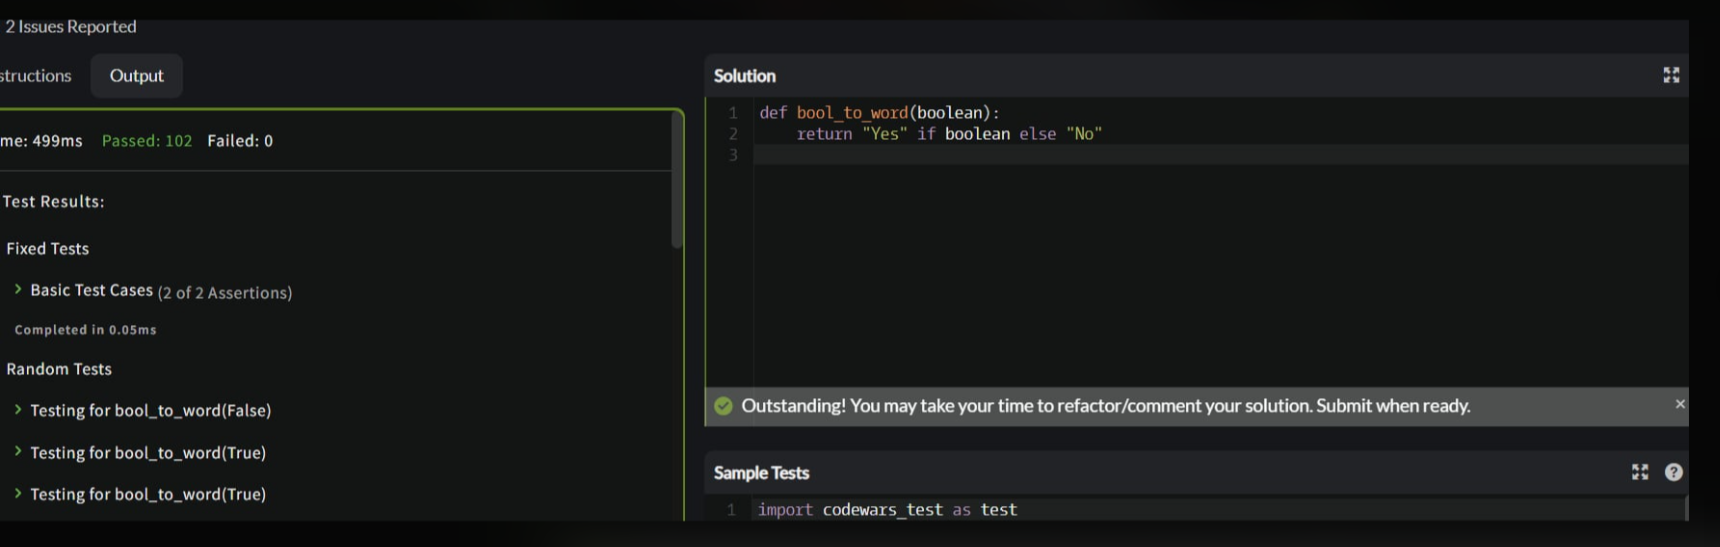 2 Issues Reported
structions
Output
me: 499ms Passed: 102 Failed: 0
Test Results:
Fixed Tests
> Basic Test Cases (2 of 2 Assertions)
Completed in 0.05ms
Random Tests
> Testing for bool_to_word(False)
> Testing for bool_to_word(True)
> Testing for bool_to_word(True)
Solution
1 def bool_to_word(boolean):
2     return "Yes" if boolean else "No"
3
Outstanding! You may take your time to refactor/comment your solution. Submit when ready. ×
Sample Tests ?
1 import codewars_test as test